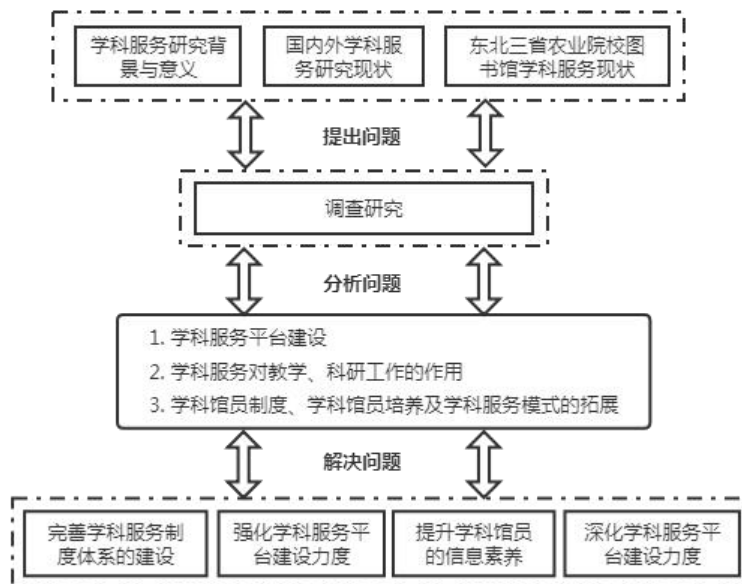 学科服务研究背
景与意义
国内外学科服
务研究现状
东北三省农业院校图
书馆学科服务现状
提出问题
调查研究
分析问题
1. 学科服务平台建设
2. 学科服务对教学、科研工作的作用
3. 学科馆员制度、学科馆员培养及学科服务模式的拓展
解决问题
完善学科服务制
度体系的建设
强化学科服务平
台建设力度
提升学科馆员
的信息素养
深化学科服务平
台建设力度